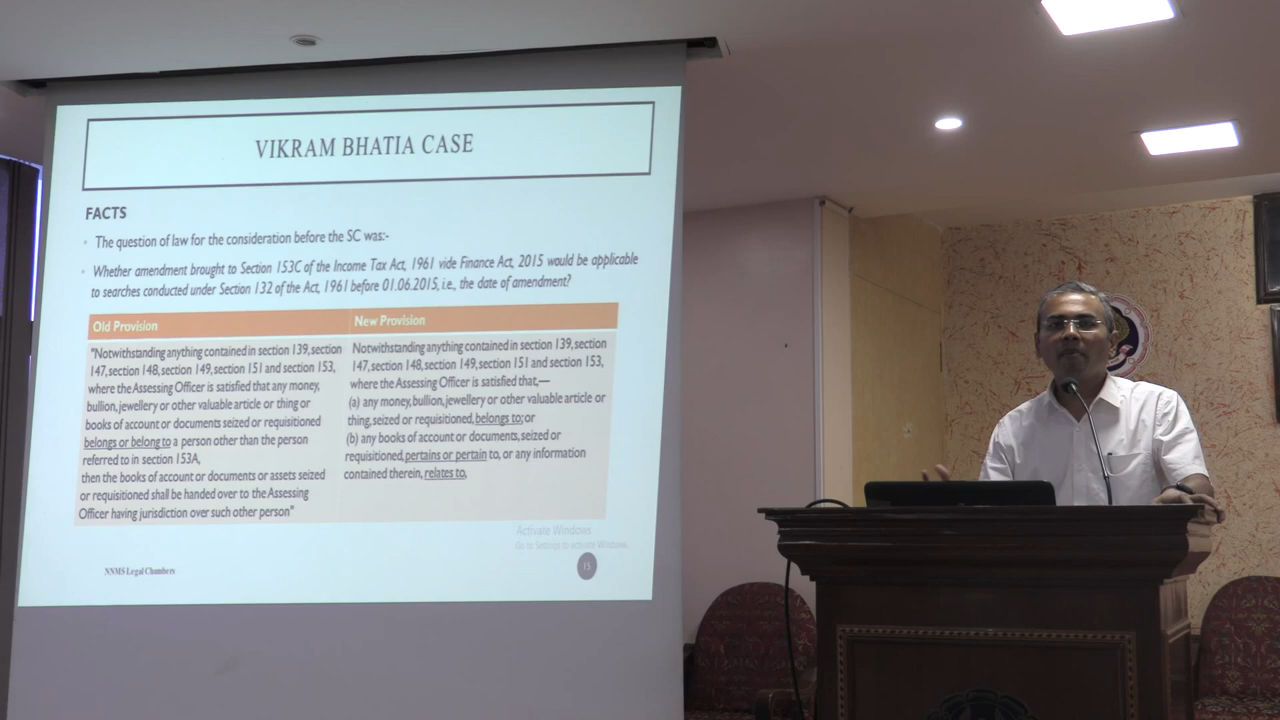 VIKRAM BHATIA CASE
FACTS
• The question of law for the consideration before the SC was:-
• Whether amendment brought to Section 153C of the Income Tax Act, 1961 vide Finance Act, 2015 would be applicable
to searches conducted under Section 132 of the Act, 1961 before 01.06.2015, i.e., the date of amendment?
Old Provision
"Notwithstanding anything contained in section 139, section
147, section 148, section 149, section 151 and section 153,
where the Assessing Officer is satisfied that any money,
bullion, jewellery or other valuable article or thing or
books of account or documents seized or requisitioned
belongs or belong to a person other than the person
referred to in section 153A,
then the books of account or documents or assets seized
or requisitioned shall be handed over to the Assessing
Officer having jurisdiction over such other person"
New Provision
Notwithstanding anything contained in section 139, section
147, section 148, section 149, section 151 and section 153,
where the Assessing Officer is satisfied that,—
(a) any money, bullion, jewellery or other valuable article or
thing, seized or requisitioned, belongs to; or
(b) any books of account or documents, seized or
requisitioned, pertains or pertain to, or any information
contained therein, relates to,
Activate Windows
Go to Settings to activate Windows.
NNMS Legal Chambers
15